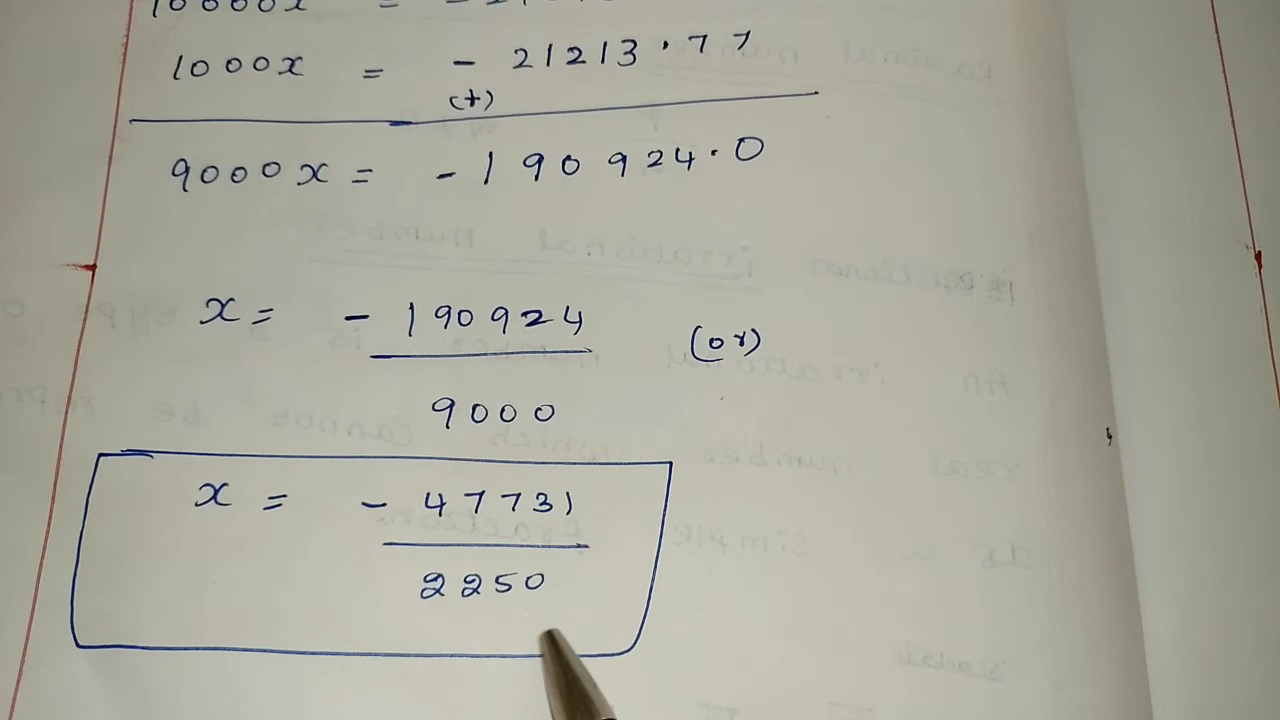 1000x = - 21213.77
(+)
9000x = - 190924.0
x = - 190924 (or)
9000
x = - 47731
2250